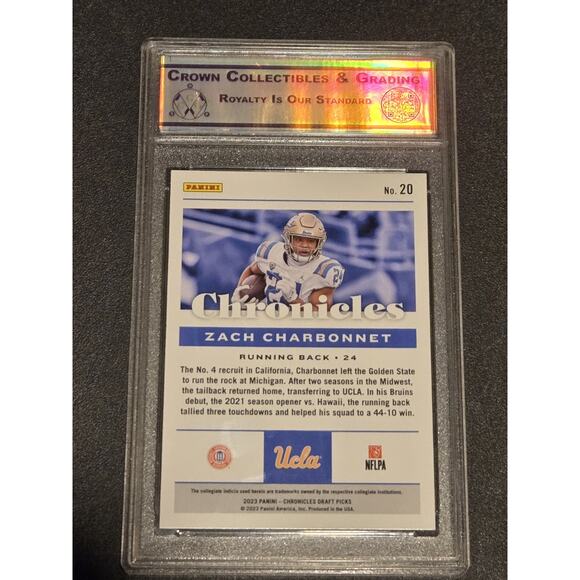 Crown Collectibles & Grading
Royalty Is Our Standard
PANINI
No. 20
24
Chronicles
ZACH CHARBONNET
RUNNING BACK • 24
The No. 4 recruit in California, Charbonnet left the Golden State
to run the rock at Michigan. After two seasons in the Midwest,
the tailback returned home, transferring to UCLA. In his Bruins
debut, the 2021 season opener vs. Hawaii, the running back
tallied three touchdowns and helped his squad to a 44-10 win.
Ucla
NFLPA
The collegiate indicia used herein are trademarks owned by the respective collegiate institutions.
2023 PANINI – CHRONICLES DRAFT PICKS
© 2023 Panini America, Inc. Produced in the USA.